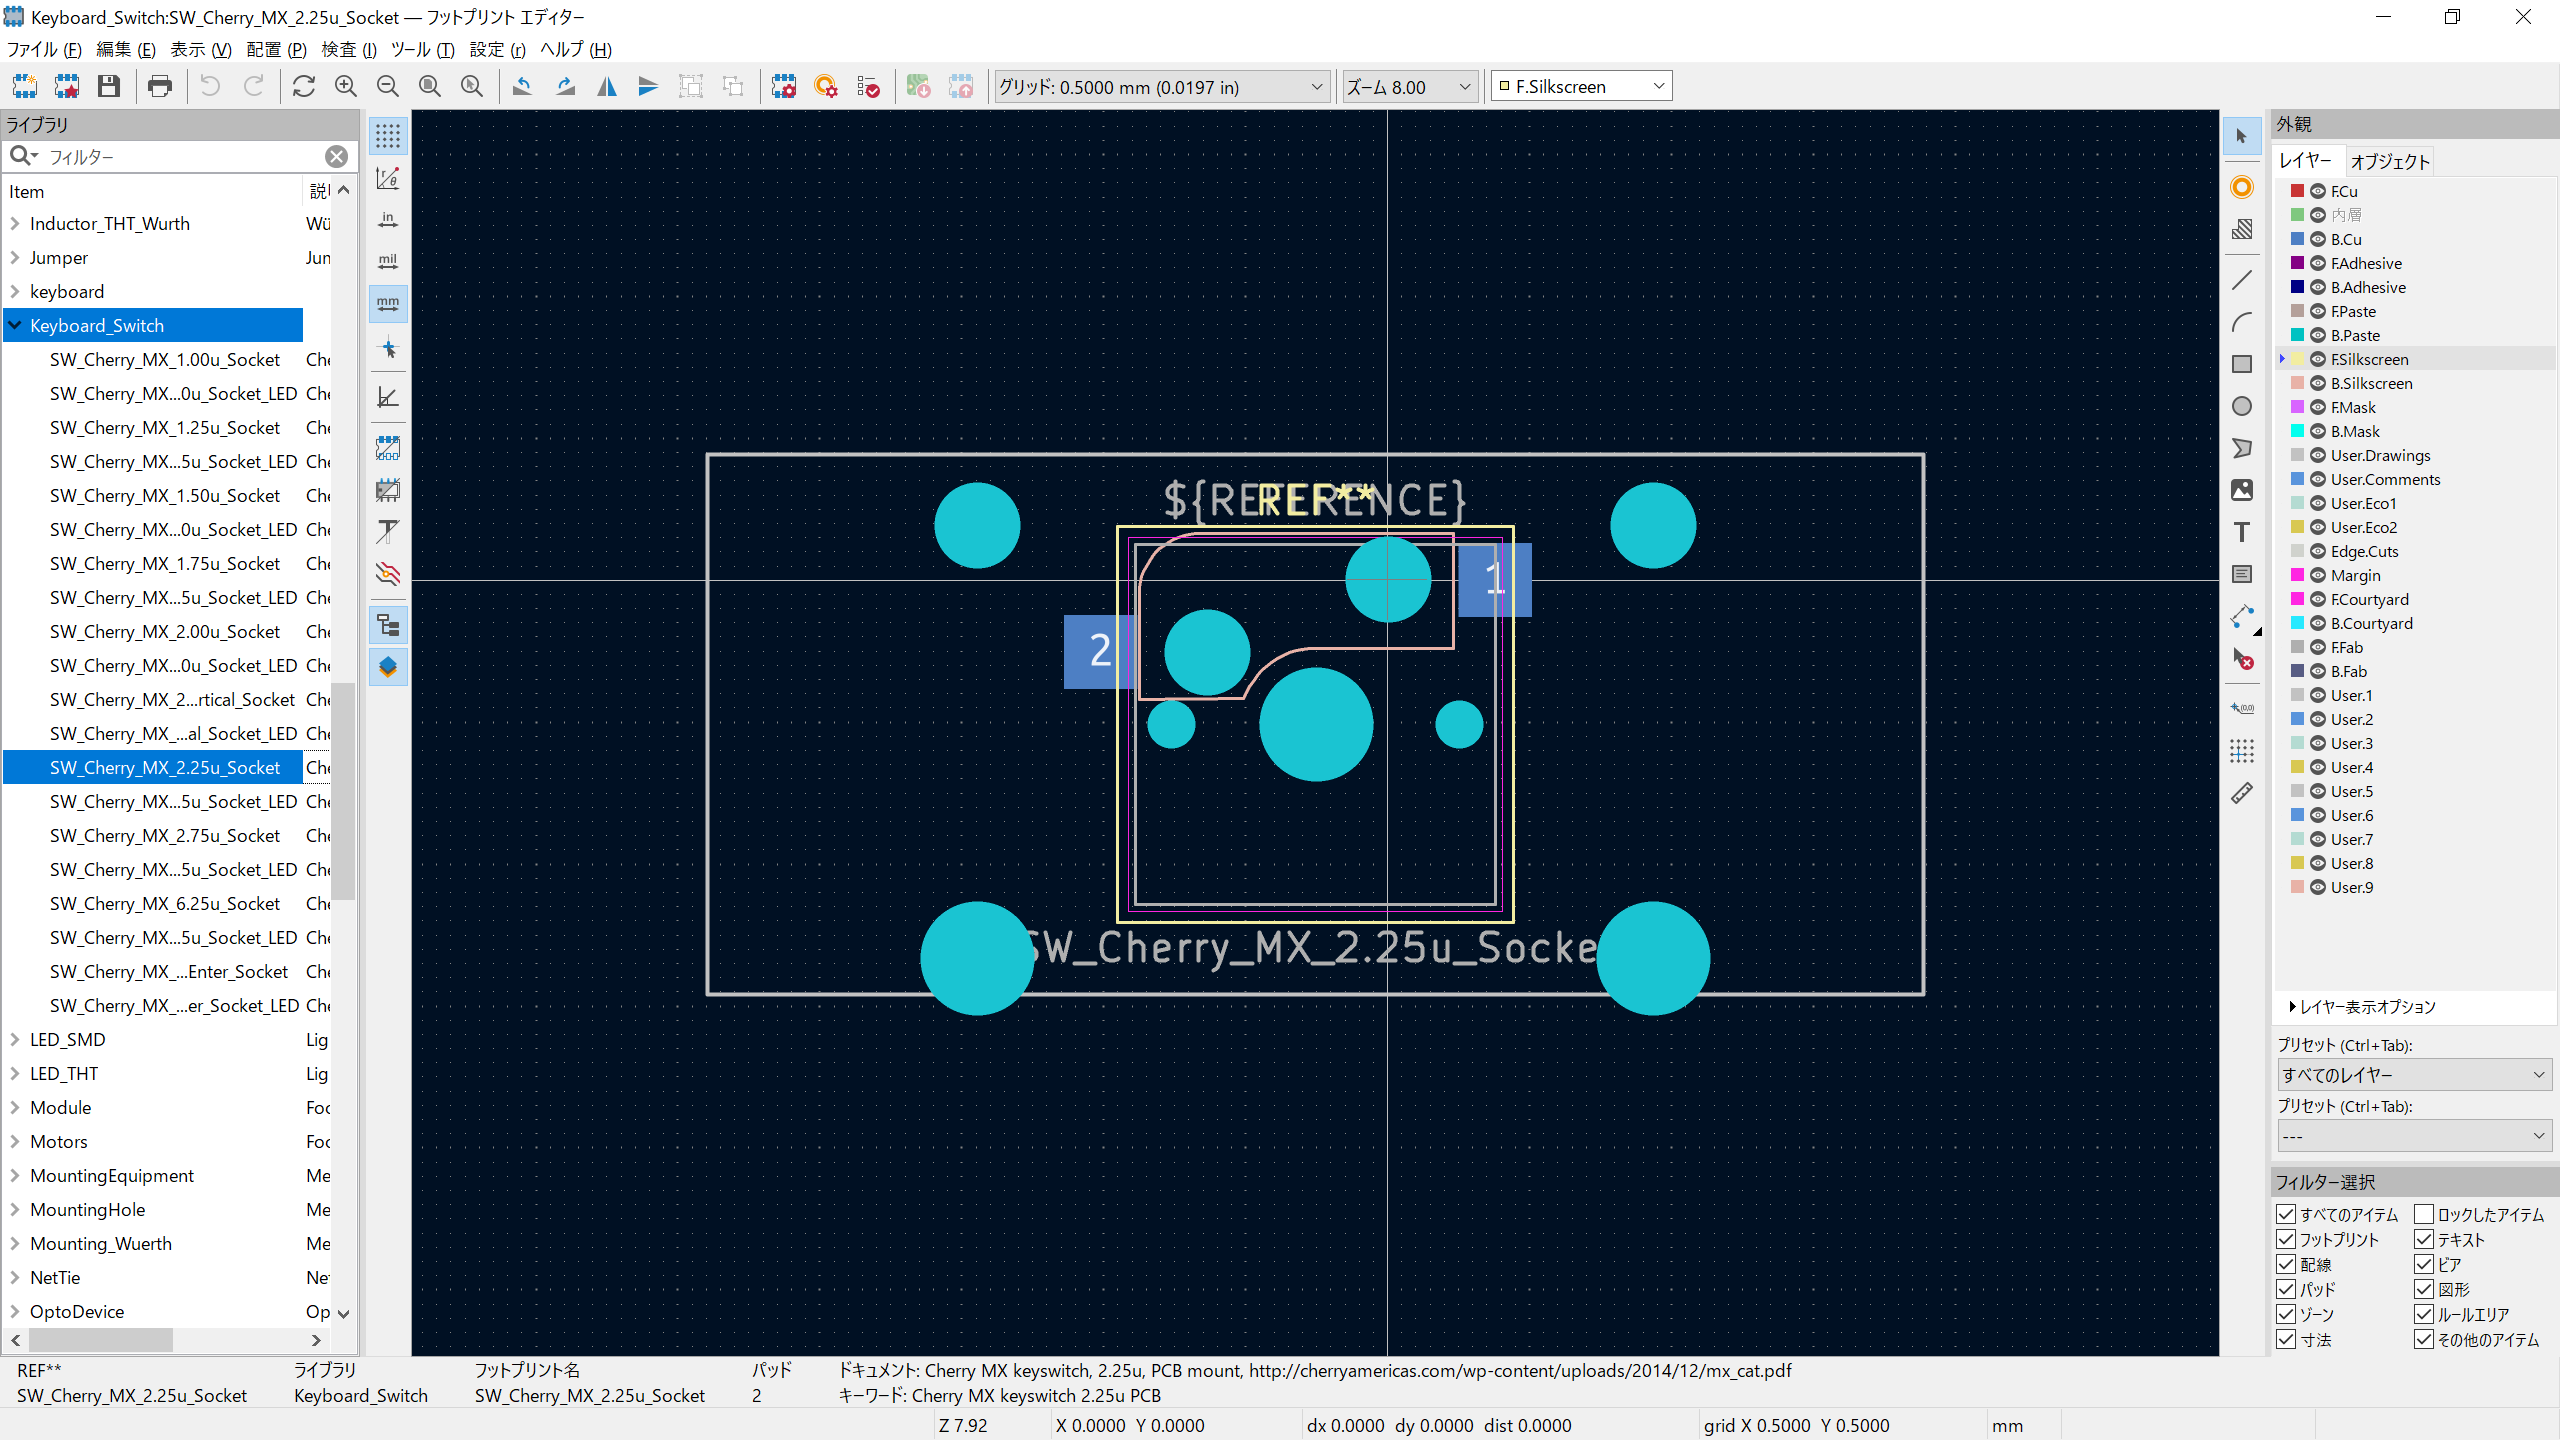 Keyboard_Switch:SW_Cherry_MX_2.25u_Socket — フットプリント エディター
ファイル (F) 編集 (E) 表示 (V) 配置 (P) 検査 (I) ツール (T) 設定 (r) ヘルプ (H)
グリッド: 0.5000 mm (0.0197 in)
ズーム 8.00
F.Silkscreen
ライブラリ
フィルター
Item
Inductor_THT_Wurth Wü
Jumper Jun
keyboard
Keyboard_Switch
SW_Cherry_MX_1.00u_Socket Che
SW_Cherry_MX...0u_Socket_LED Che
SW_Cherry_MX_1.25u_Socket Che
SW_Cherry_MX...5u_Socket_LED Che
SW_Cherry_MX_1.50u_Socket Che
SW_Cherry_MX...0u_Socket_LED Che
SW_Cherry_MX_1.75u_Socket Che
SW_Cherry_MX...5u_Socket_LED Che
SW_Cherry_MX_2.00u_Socket Che
SW_Cherry_MX...0u_Socket_LED Che
SW_Cherry_MX_2...rtical_Socket Che
SW_Cherry_MX_...al_Socket_LED Che
SW_Cherry_MX_2.25u_Socket Che
SW_Cherry_MX...5u_Socket_LED Che
SW_Cherry_MX_2.75u_Socket Che
SW_Cherry_MX...5u_Socket_LED Che
SW_Cherry_MX_6.25u_Socket Che
SW_Cherry_MX...5u_Socket_LED Che
SW_Cherry_MX_...Enter_Socket Che
SW_Cherry_MX_...er_Socket_LED Che
LED_SMD Lig
LED_THT Lig
Module Foo
Motors Foo
MountingEquipment Me
MountingHole Me
Mounting_Wuerth Me
NetTie Net
OptoDevice Op
in
mil
mm
${REFERENCE}
REF**
1
2
SW_Cherry_MX_2.25u_Socke
(0,0)
外観
レイヤー オブジェクト
F.Cu
内層
B.Cu
F.Adhesive
B.Adhesive
F.Paste
B.Paste
F.Silkscreen
B.Silkscreen
F.Mask
B.Mask
User.Drawings
User.Comments
User.Eco1
User.Eco2
Edge.Cuts
Margin
F.Courtyard
B.Courtyard
F.Fab
B.Fab
User.1
User.2
User.3
User.4
User.5
User.6
User.7
User.8
User.9
レイヤー表示オプション
プリセット (Ctrl+Tab):
すべてのレイヤー
プリセット (Ctrl+Tab):
---
フィルター選択
すべてのアイテム ロックしたアイテム
フットプリント テキスト
配線 ビア
パッド 図形
ゾーン ルールエリア
寸法 その他のアイテム
REF** ライブラリ フットプリント名 パッド ドキュメント: Cherry MX keyswitch, 2.25u, PCB mount, http://cherryamericas.com/wp-content/uploads/2014/12/mx_cat.pdf
SW_Cherry_MX_2.25u_Socket Keyboard_Switch SW_Cherry_MX_2.25u_Socket 2 キーワード: Cherry MX keyswitch 2.25u PCB
Z 7.92 X 0.0000 Y 0.0000 dx 0.0000 dy 0.0000 dist 0.0000 grid X 0.5000 Y 0.5000 mm